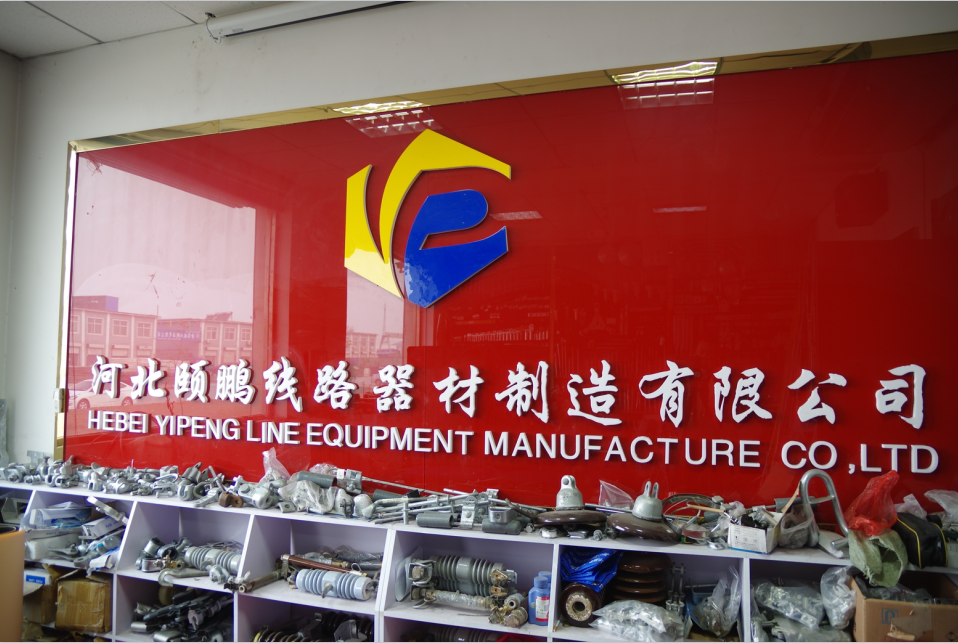 河北颐鹏线路器材制造有限公司
HEBEI YIPENG LINE EQUIPMENT MANUFACTURE CO,LTD